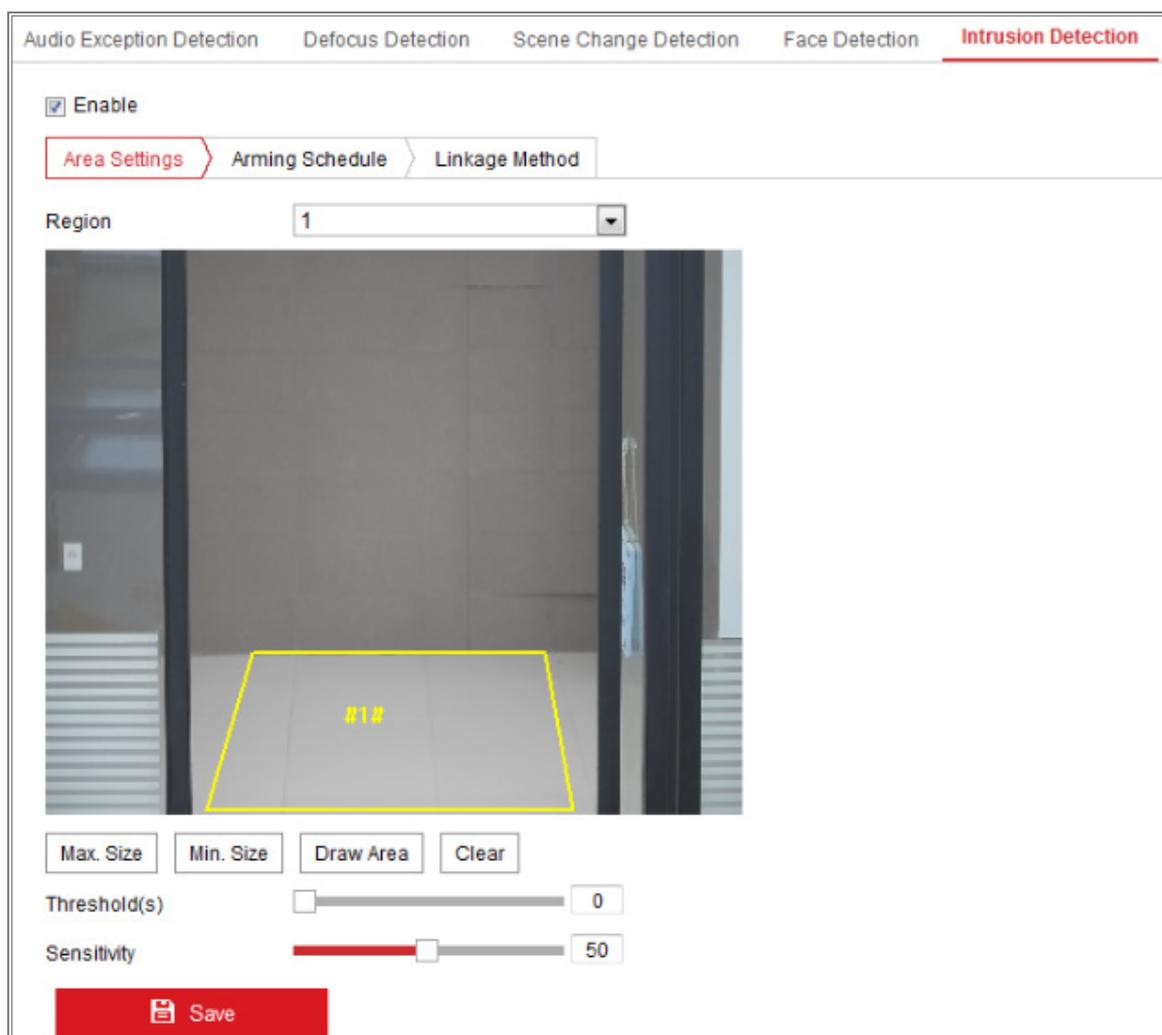 Audio Exception Detection Defocus Detection Scene Change Detection Face Detection Intrusion Detection
Enable
Area Settings Arming Schedule Linkage Method
Region 1
#1#
Max. Size Min. Size Draw Area Clear
Threshold(s) 0
Sensitivity 50
Save